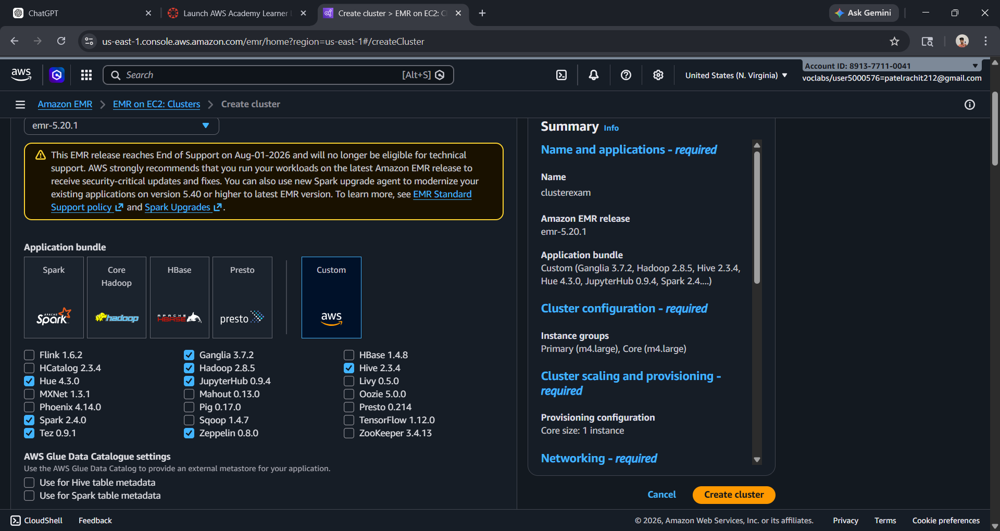 ChatGPT
Launch AWS Academy Learner
Create cluster > EMR on EC2: C
Ask Gemini
us-east-1.console.aws.amazon.com/emr/home?region=us-east-1#/createCluster
aws
Search
[Alt+S]
United States (N. Virginia)
Account ID: 8913-7711-0041
voclabs/user5000576=patelrachit212@gmail.com
Amazon EMR
EMR on EC2: Clusters
Create cluster
emr-5.20.1
This EMR release reaches End of Support on Aug-01-2026 and will no longer be eligible for technical
support. AWS strongly recommends that you run your workloads on the latest Amazon EMR release to
receive security-critical updates and fixes. You can also use new Spark upgrade agent to modernize your
existing applications on version 5.40 or higher to latest EMR version. To learn more, see EMR Standard
Support policy and Spark Upgrades .
Application bundle
Spark
APACHE
Spark
Core
Hadoop
hadoop
HBase
APACHE
HBASE
Presto
presto
Custom
aws
Flink 1.6.2
Ganglia 3.7.2
HBase 1.4.8
HCatalog 2.3.4
Hadoop 2.8.5
Hive 2.3.4
Hue 4.3.0
JupyterHub 0.9.4
Livy 0.5.0
MXNet 1.3.1
Mahout 0.13.0
Oozie 5.0.0
Phoenix 4.14.0
Pig 0.17.0
Presto 0.214
Spark 2.4.0
Sqoop 1.4.7
TensorFlow 1.12.0
Tez 0.9.1
Zeppelin 0.8.0
ZooKeeper 3.4.13
AWS Glue Data Catalogue settings
Use the AWS Glue Data Catalog to provide an external metastore for your application.
Use for Hive table metadata
Use for Spark table metadata
Summary Info
Name and applications - required
Name
clusterexam
Amazon EMR release
emr-5.20.1
Application bundle
Custom (Ganglia 3.7.2, Hadoop 2.8.5, Hive 2.3.4,
Hue 4.3.0, JupyterHub 0.9.4, Spark 2.4....)
Cluster configuration - required
Instance groups
Primary (m4.large), Core (m4.large)
Cluster scaling and provisioning -
required
Provisioning configuration
Core size: 1 instance
Networking - required
Cancel
Create cluster
CloudShell
Feedback
© 2026, Amazon Web Services, Inc. or its affiliates.
Privacy
Terms
Cookie preferences